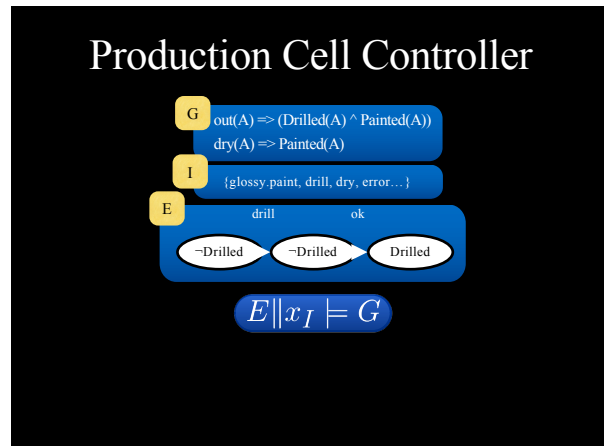 Production Cell Controller
G
out(A) => (Drilled(A) ^ Painted(A))
dry(A) => Painted(A)
I
{glossy.paint, drill, dry, error…}
E
drill ok
¬Drilled ¬Drilled Drilled
E||x_I ⊨ G